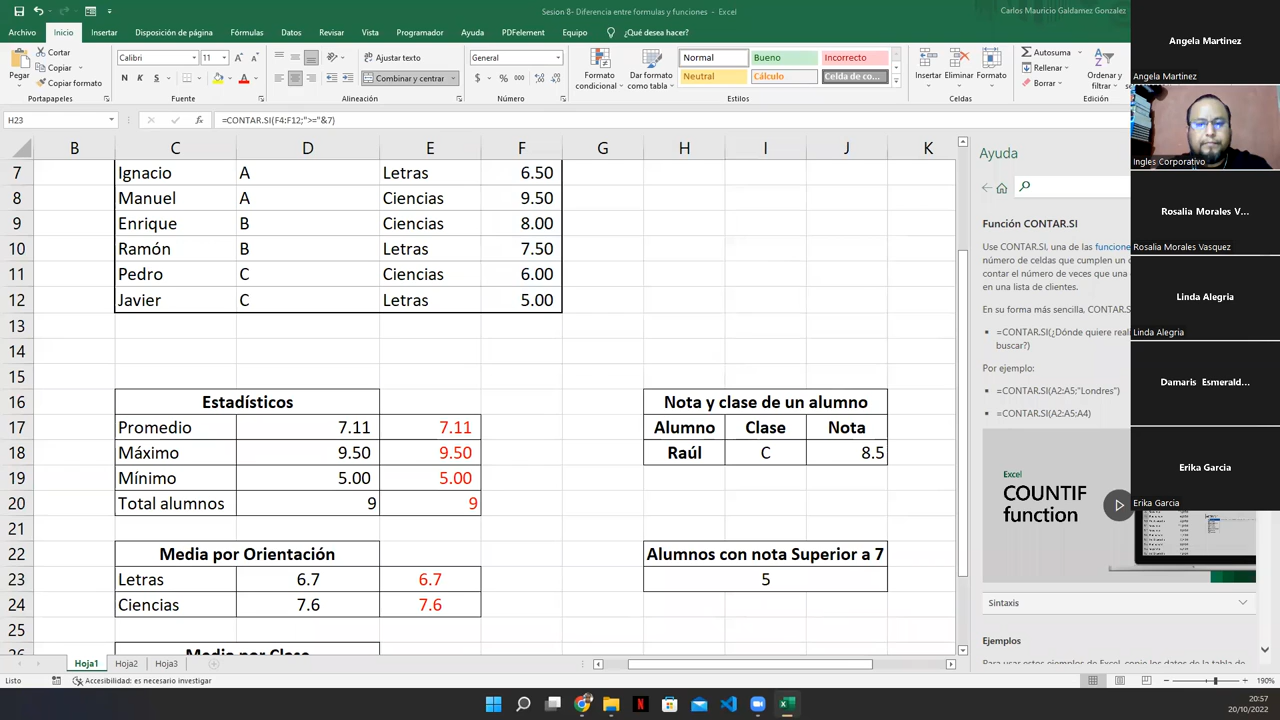 Sesion 8- Diferencia entre formulas y funciones - Excel
Carlos Mauricio Galdamez Gonzalez
Archivo Inicio Insertar Disposición de página Fórmulas Datos Revisar Vista Programador Ayuda PDFelement Equipo ¿Qué desea hacer?
Pegar
Cortar
Copiar
Copiar formato
Portapapeles
Calibri 11
N K S
Fuente
Ajustar texto
Combinar y centrar
Alineación
General
Número
Formato condicional
Dar formato como tabla
Normal Bueno Incorrecto
Neutral Cálculo Celda de co...
Estilos
Insertar Eliminar Formato
Celdas
Autosuma
Rellenar
Borrar
Ordenar y filtrar
Edición
H23 =CONTAR.SI(F4:F12;">="&7)
B C D E F G H I J K
7 Ignacio A Letras 6.50
8 Manuel A Ciencias 9.50
9 Enrique B Ciencias 8.00
10 Ramón B Letras 7.50
11 Pedro C Ciencias 6.00
12 Javier C Letras 5.00
13
14
15
16 Estadísticos Nota y clase de un alumno
17 Promedio 7.11 7.11 Alumno Clase Nota
18 Máximo 9.50 9.50 Raúl C 8.5
19 Mínimo 5.00 5.00
20 Total alumnos 9 9
21
22 Media por Orientación Alumnos con nota Superior a 7
23 Letras 6.7 6.7 5
24 Ciencias 7.6 7.6
25
26 Media por Clase
Hoja1 Hoja2 Hoja3
Listo Accesibilidad: es necesario investigar
190%
Ayuda
Función CONTAR.SI
Use CONTAR.SI, una de las
número de celdas que cumplen un
contar el número de veces que una
en una lista de clientes.
En su forma más sencilla, CONTAR.SI
=CONTAR.SI(¿Dónde quiere
buscar?)
Por ejemplo:
=CONTAR.SI(A2:A5;"Londres")
=CONTAR.SI(A2:A5;A4)
Excel
COUNTIF
function
Sintaxis
Ejemplos
Angela Martinez
Angela Martinez
Ingles Corporativo
Rosalia Morales V...
Rosalia Morales Vasquez
Linda Alegria
Linda Alegria
Damaris Esmerald...
Erika Garcia
Erika Garcia
20:57
20/10/2022